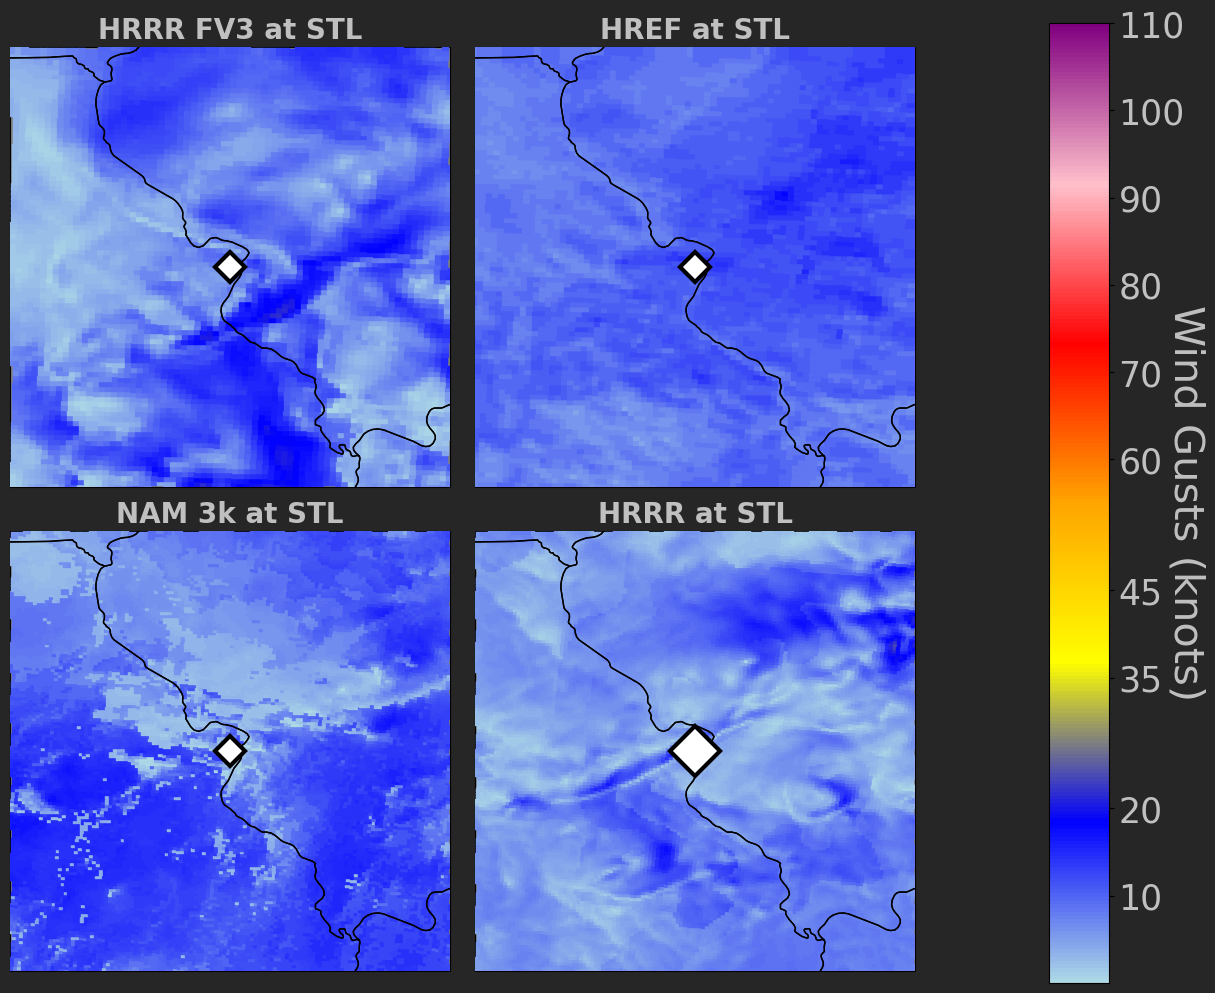 HRRR FV3 at STL
HREF at STL
NAM 3k at STL
HRRR at STL
110
100
90
80
70
60
45
35
20
10
Wind Gusts (knots)